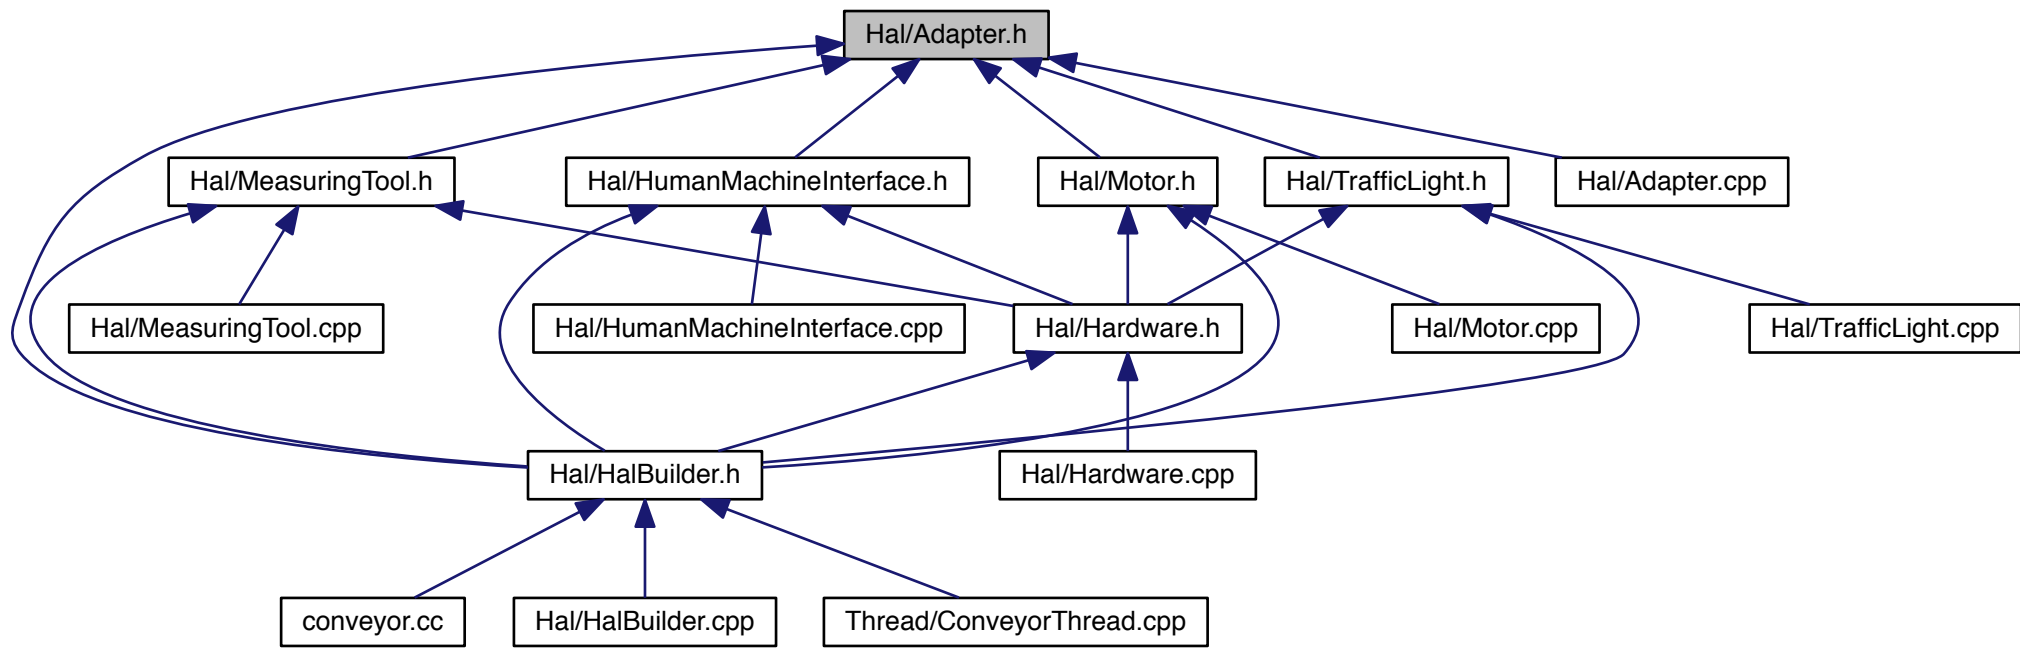 Hal/Adapter.h
Hal/MeasuringTool.h
Hal/HumanMachineInterface.h
Hal/Motor.h
Hal/TrafficLight.h
Hal/Adapter.cpp
Hal/MeasuringTool.cpp
Hal/HumanMachineInterface.cpp
Hal/Hardware.h
Hal/Motor.cpp
Hal/TrafficLight.cpp
Hal/HalBuilder.h
Hal/Hardware.cpp
conveyor.cc
Hal/HalBuilder.cpp
Thread/ConveyorThread.cpp